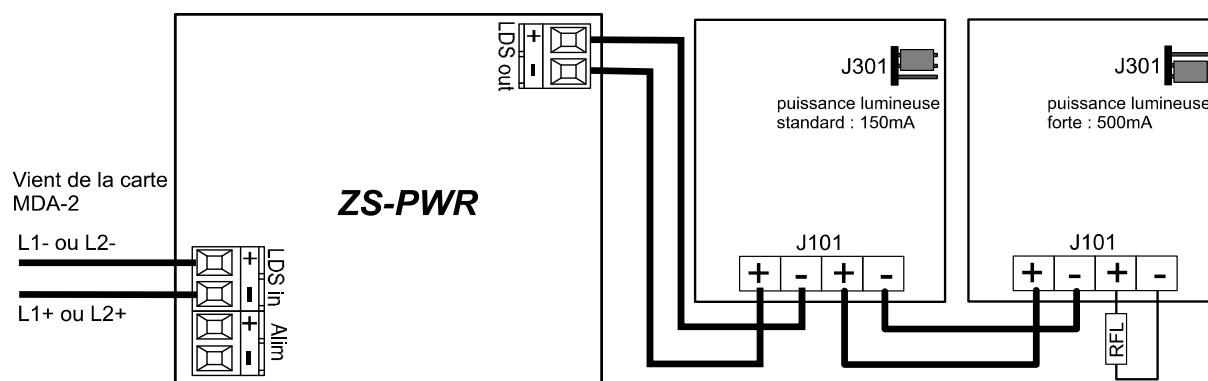 LDS out
+
-
J301
puissance lumineuse
standard : 150mA
J301
puissance lumineuse
forte : 500mA
Vient de la carte
MDA-2
ZS-PWR
L1- ou L2-
L1+ ou L2+
+
-
LDS in
+
-
Alim
J101
+ - + -
J101
+ - + -
RFL